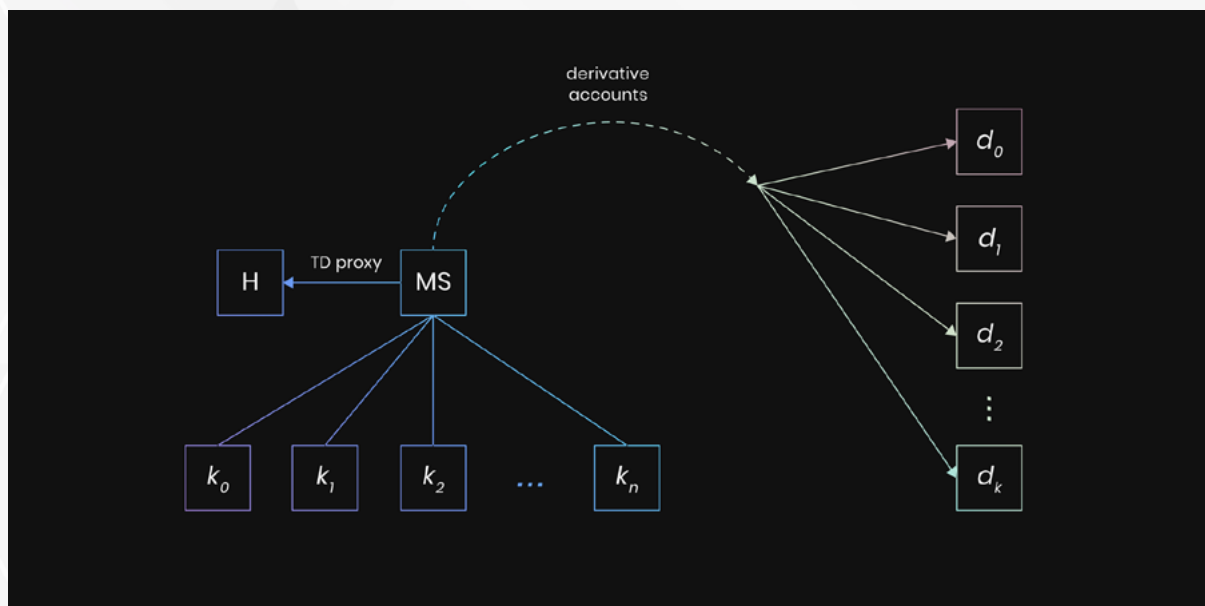 derivative
accounts
d₀
d₁
H
TD proxy
MS
d₂
⋮
k₀
k₁
k₂
...
kₙ
dₖ